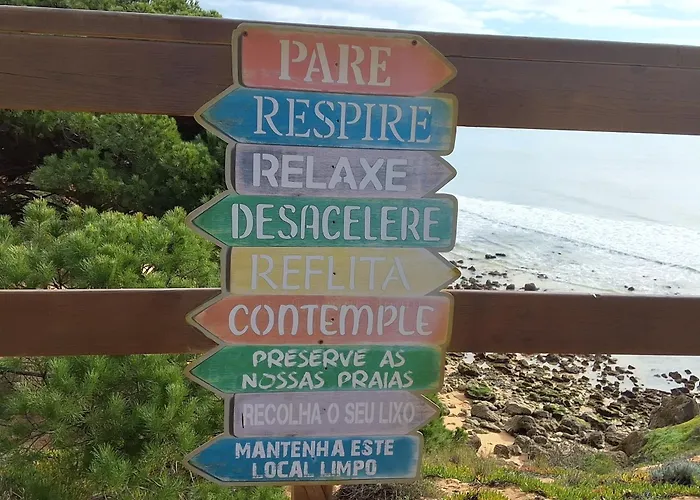 PARE
RESPIRE
RELAXE
DESACELERE
REFLITA
CONTEMPLE
PRESERVE AS
NOSSAS PRAIAS
RECOLHA O SEU LIXO
MANTENHA ESTE
LOCAL LIMPO